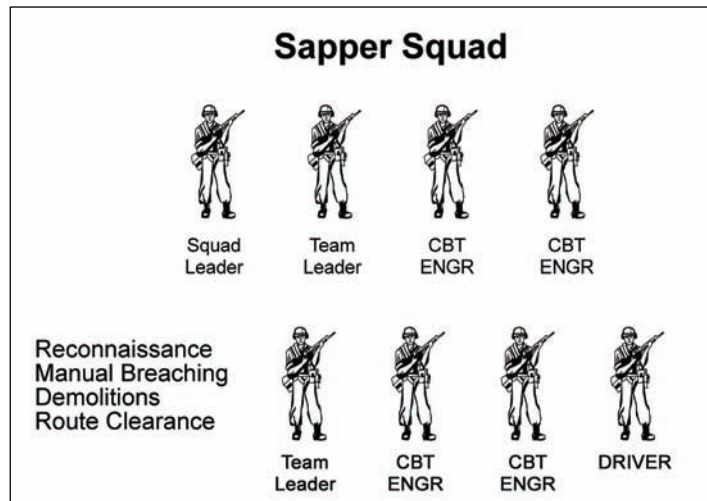 Sapper Squad
Squad
Leader
Team
Leader
CBT
ENGR
CBT
ENGR
Reconnaissance
Manual Breaching
Demolitions
Route Clearance
Team
Leader
CBT
ENGR
CBT
ENGR
DRIVER